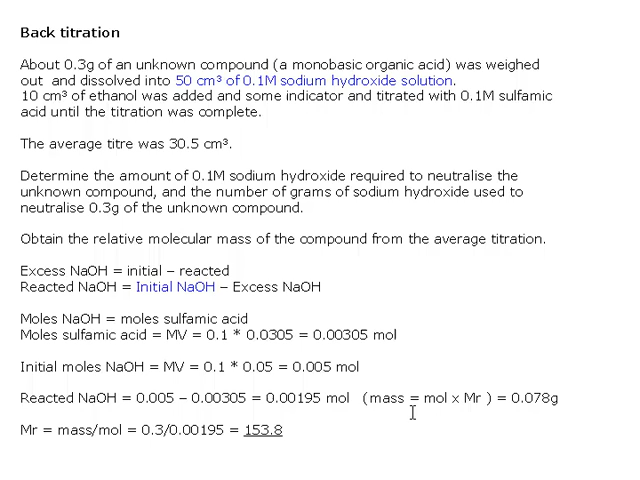 Back titration
About 0.3g of an unknown compound (a monobasic organic acid) was weighed
out  and dissolved into 50 cm³ of 0.1M sodium hydroxide solution.
10 cm³ of ethanol was added and some indicator and titrated with 0.1M sulfamic
acid until the titration was complete.
The average titre was 30.5 cm³.
Determine the amount of 0.1M sodium hydroxide required to neutralise the
unknown compound, and the number of grams of sodium hydroxide used to
neutralise 0.3g of the unknown compound.
Obtain the relative molecular mass of the compound from the average titration.
Excess NaOH = initial – reacted
Reacted NaOH = Initial NaOH – Excess NaOH
Moles NaOH = moles sulfamic acid
Moles sulfamic acid = MV = 0.1 * 0.0305 = 0.00305 mol
Initial moles NaOH = MV = 0.1 * 0.05 = 0.005 mol
Reacted NaOH = 0.005 – 0.00305 = 0.00195 mol   (mass = mol x Mr ) = 0.078g
Mr = mass/mol = 0.3/0.00195 = 153.8